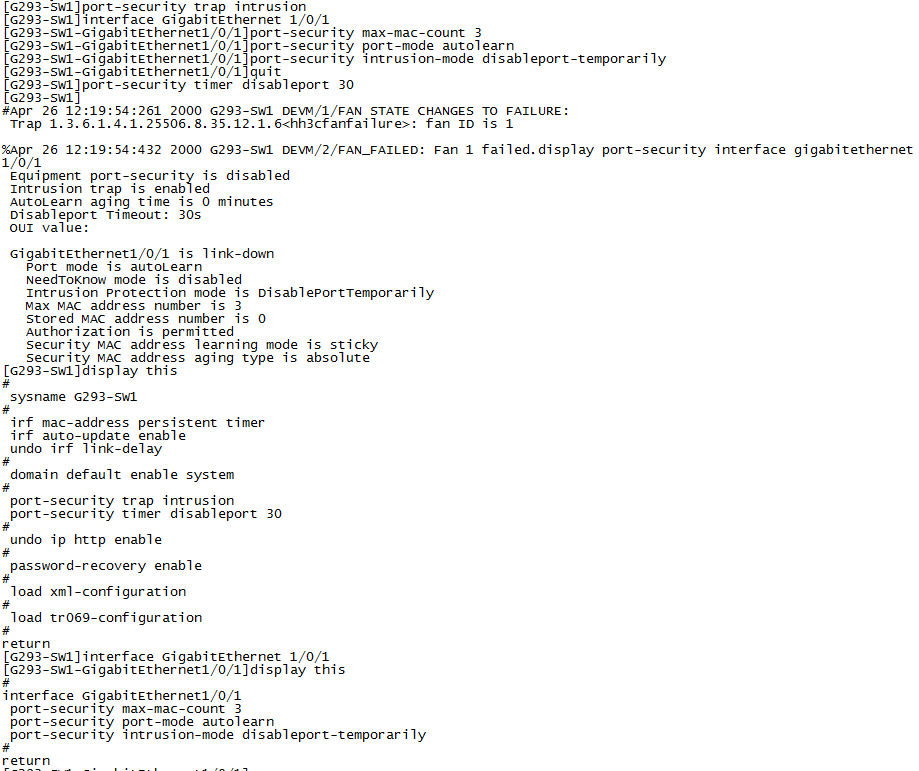 [G293-SW1]port-security trap intrusion
[G293-SW1]interface GigabitEthernet 1/0/1
[G293-SW1-GigabitEthernet1/0/1]port-security max-mac-count 3
[G293-SW1-GigabitEthernet1/0/1]port-security port-mode autolearn
[G293-SW1-GigabitEthernet1/0/1]port-security intrusion-mode disableport-temporarily
[G293-SW1-GigabitEthernet1/0/1]quit
[G293-SW1]port-security timer disableport 30
[G293-SW1]
#Apr 26 12:19:54:261 2000 G293-SW1 DEVM/1/FAN STATE CHANGES TO FAILURE:
 Trap 1.3.6.1.4.1.25506.8.35.12.1.6<hh3cfanfailure>: fan ID is 1

%Apr 26 12:19:54:432 2000 G293-SW1 DEVM/2/FAN_FAILED: Fan 1 failed.display port-security interface gigabitethernet
1/0/1
 Equipment port-security is disabled
 Intrusion trap is enabled
 AutoLearn aging time is 0 minutes
 Disableport Timeout: 30s
 OUI value:

 GigabitEthernet1/0/1 is link-down
   Port mode is autoLearn
   NeedToKnow mode is disabled
   Intrusion Protection mode is DisablePortTemporarily
   Max MAC address number is 3
   Stored MAC address number is 0
   Authorization is permitted
   Security MAC address learning mode is sticky
   Security MAC address aging type is absolute
[G293-SW1]display this
#
 sysname G293-SW1
#
 irf mac-address persistent timer
 irf auto-update enable
 undo irf link-delay
#
 domain default enable system
#
 port-security trap intrusion
 port-security timer disableport 30
#
 undo ip http enable
#
 password-recovery enable
#
 load xml-configuration
#
 load tr069-configuration
#
return
[G293-SW1]interface GigabitEthernet 1/0/1
[G293-SW1-GigabitEthernet1/0/1]display this
#
interface GigabitEthernet1/0/1
 port-security max-mac-count 3
 port-security port-mode autolearn
 port-security intrusion-mode disableport-temporarily
#
return